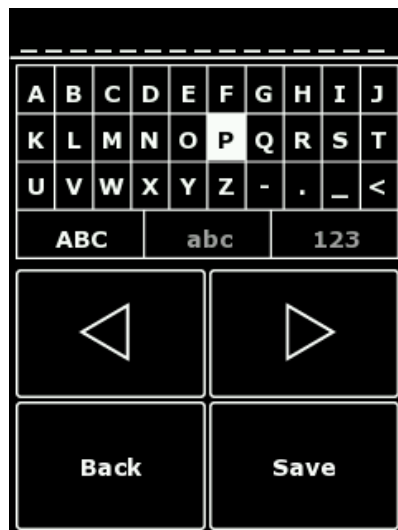 A B C D E F G H I J
K L M N O P Q R S T
U V W X Y Z - . _ <
ABC abc 123
Back Save